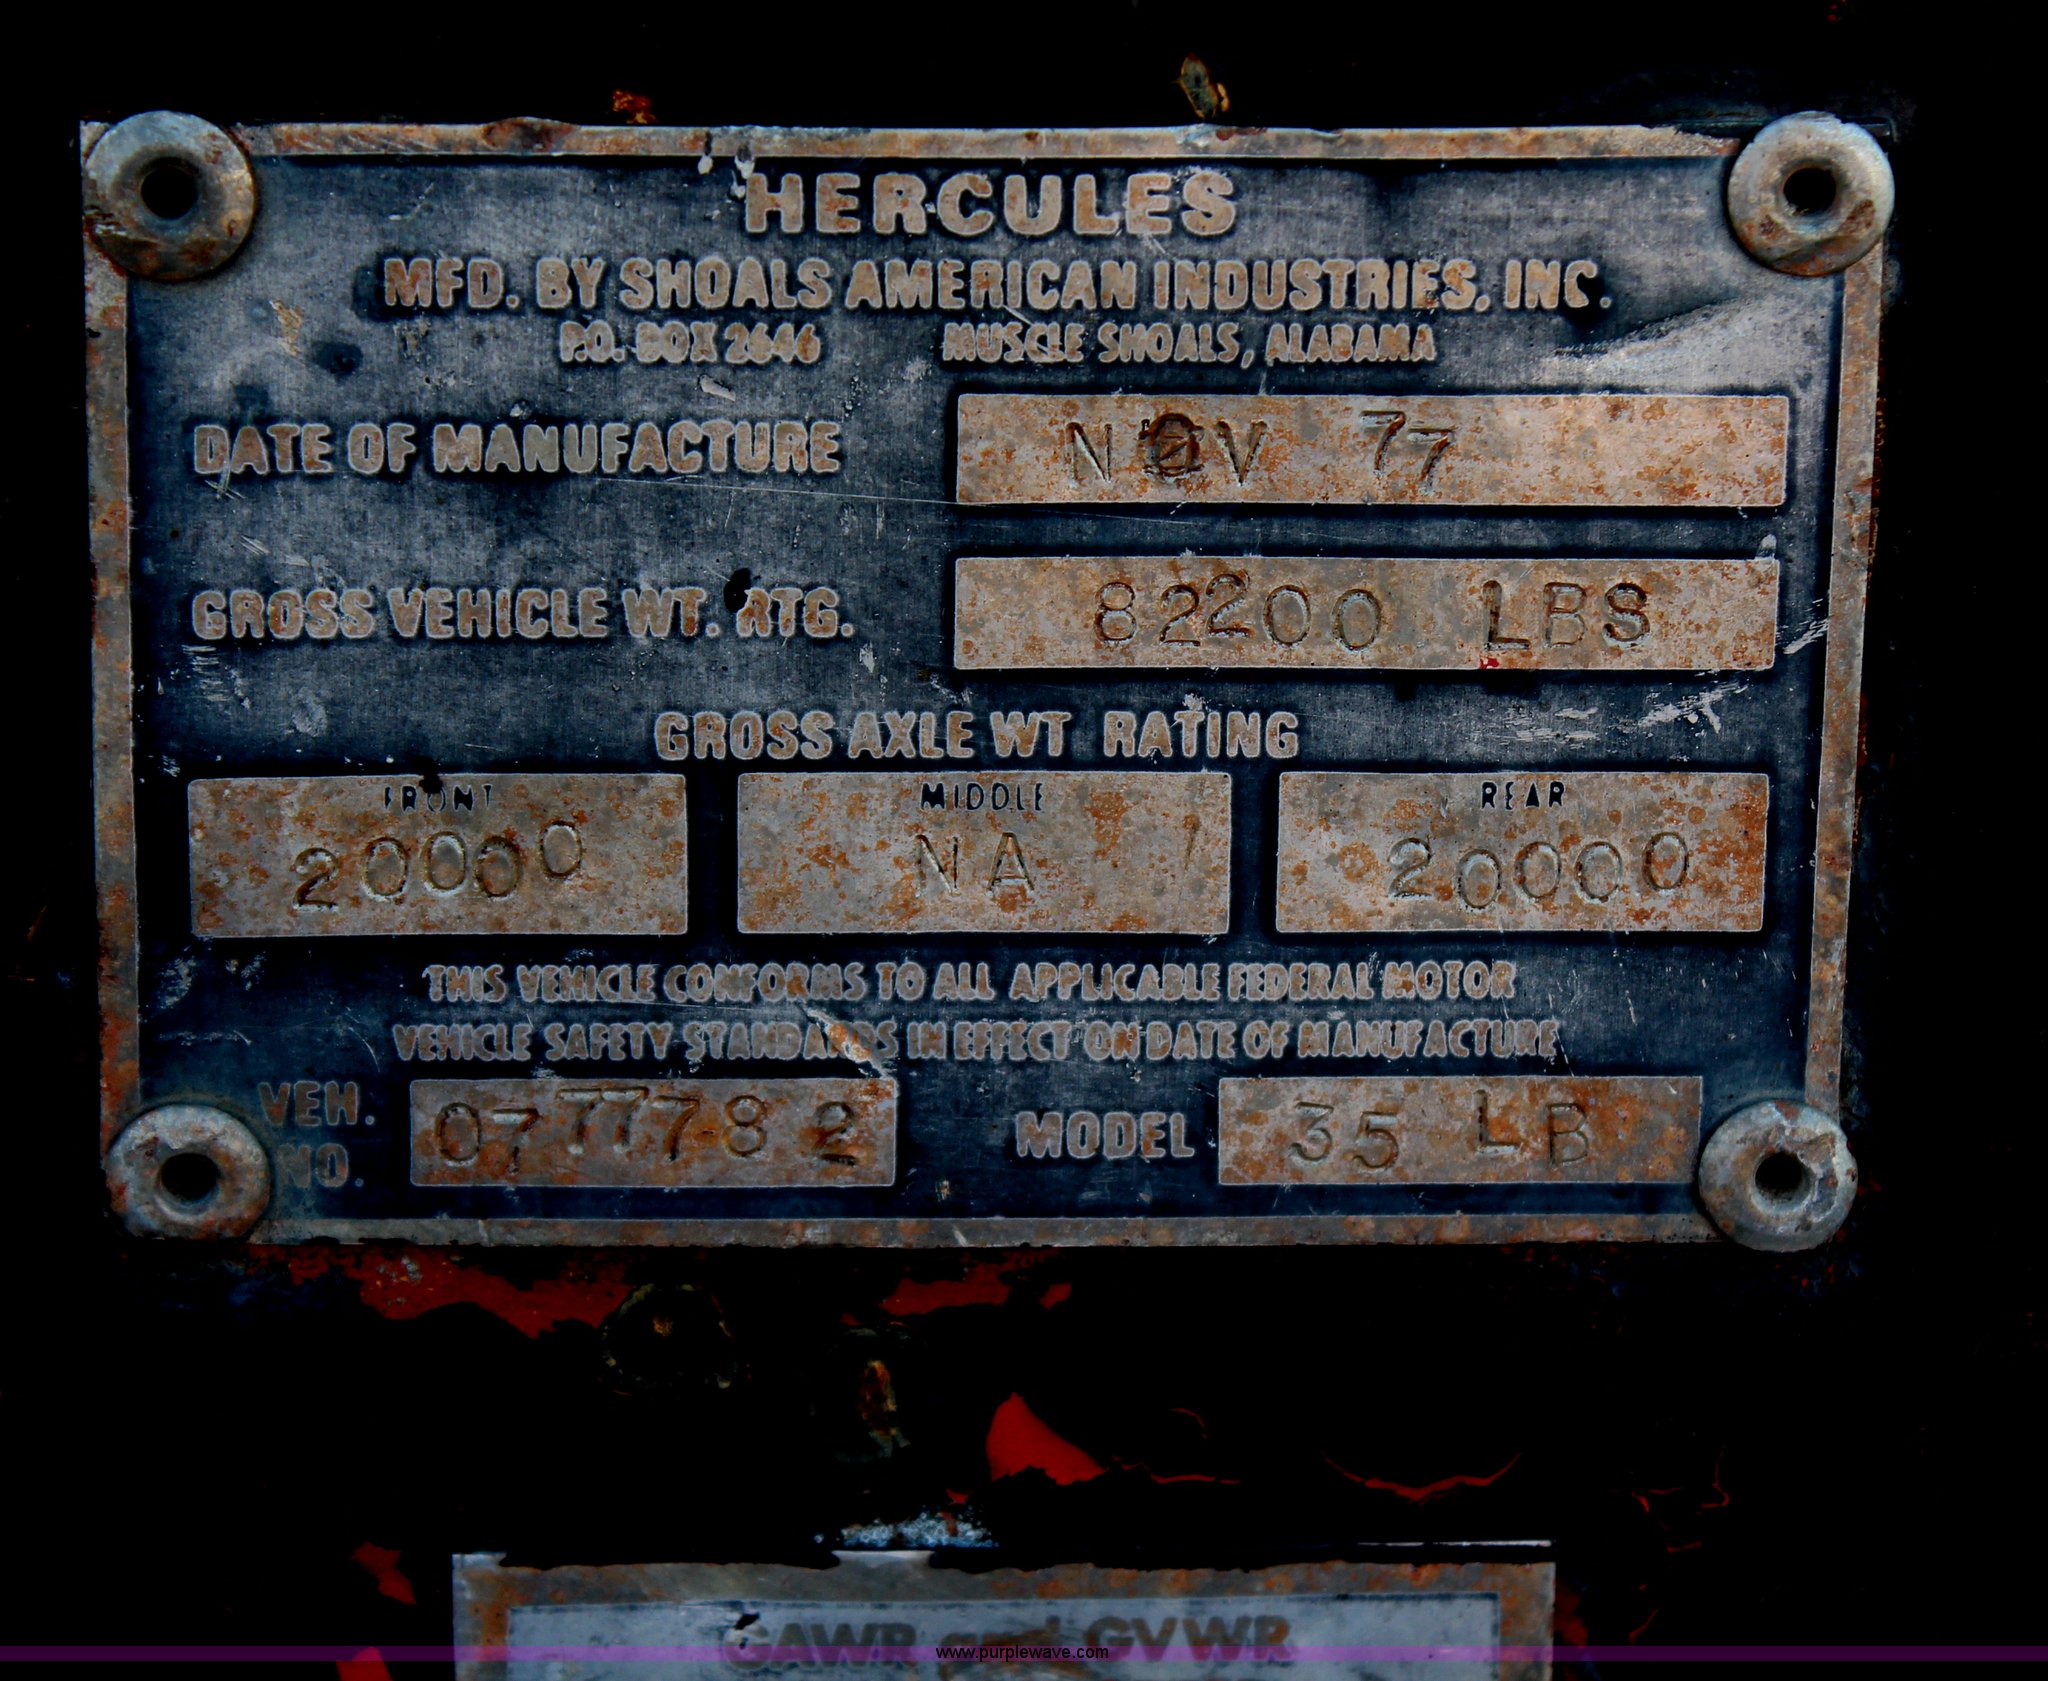 HERCULES
MFD. BY SHOALS AMERICAN INDUSTRIES, INC.
P.O. BOX 2646 MUSCLE SHOALS, ALABAMA
DATE OF MANUFACTURE NOV 77
GROSS VEHICLE WT. RTG. 82200 LBS
GROSS AXLE WT RATING
FRONT MIDDLE REAR
20000 NA 20000
THIS VEHICLE CONFORMS TO ALL APPLICABLE FEDERAL MOTOR
VEHICLE SAFETY STANDARDS IN EFFECT ON DATE OF MANUFACTURE
VEH. NO. 0777782 MODEL 35 LB
GAWR and GVWR
www.purplewave.com